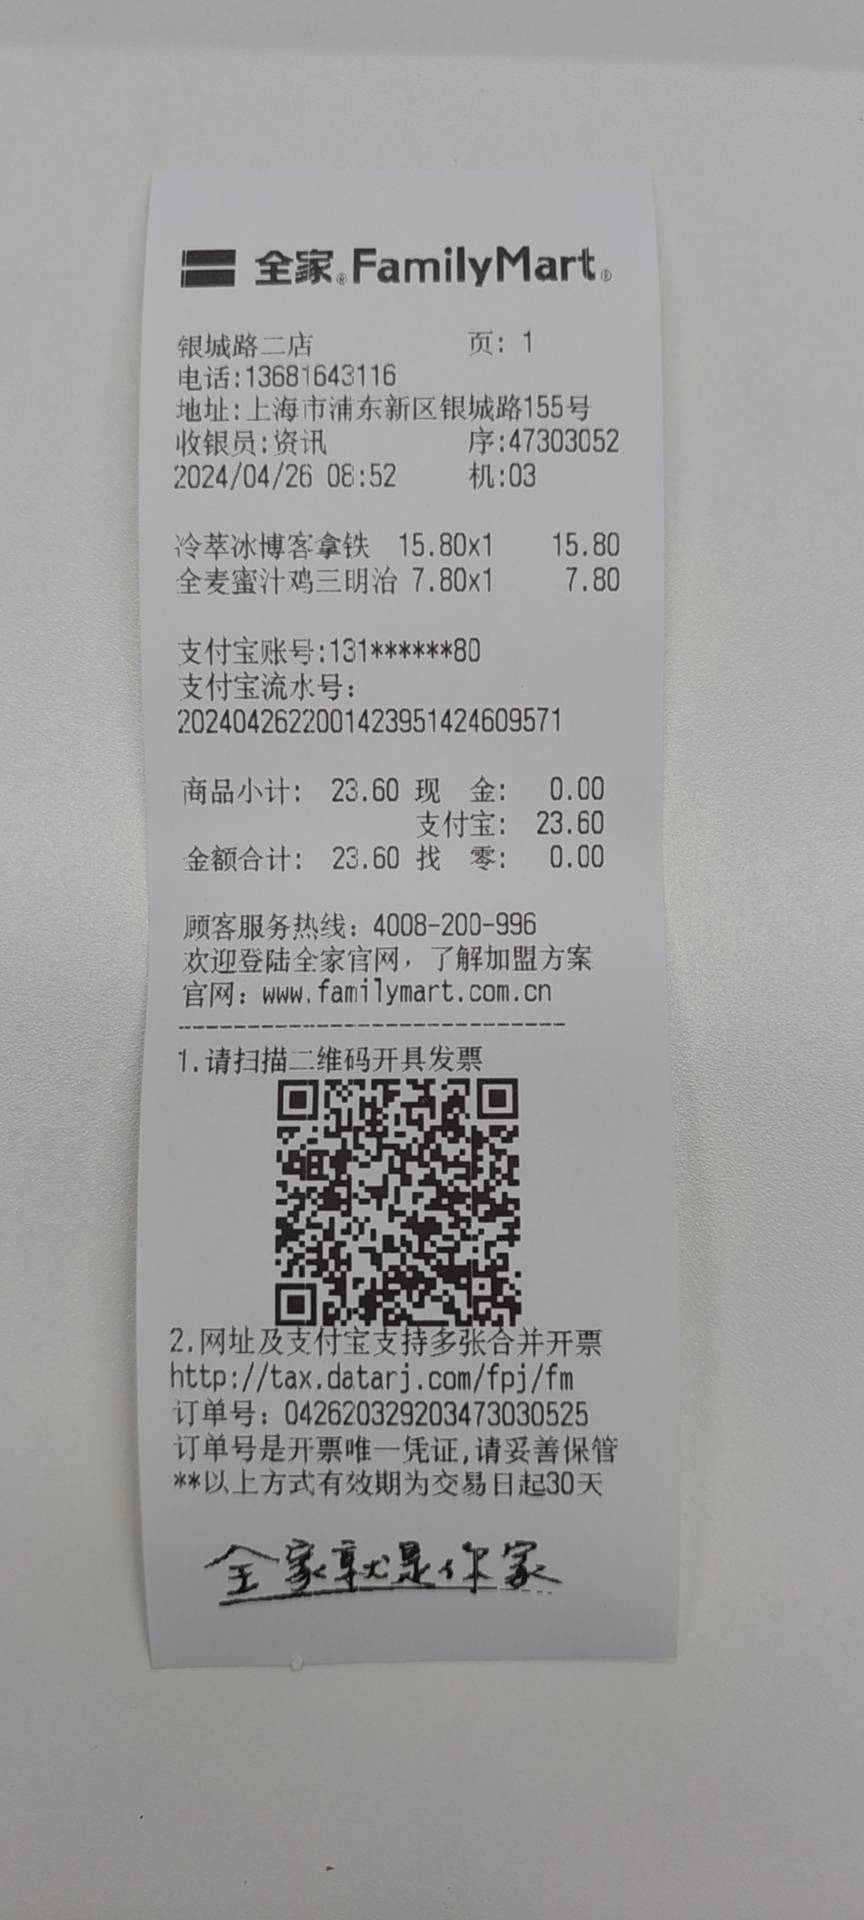 全家 FamilyMart
银城路二店 页: 1
电话:13681643116
地址:上海市浦东新区银城路155号
收银员:资讯 序:47303052
2024/04/26 08:52 机:03
冷萃冰博客拿铁 15.80x1 15.80
全麦蜜汁鸡三明治 7.80x1 7.80
支付宝账号:131******80
支付宝流水号:
2024042622001423951424609571
商品小计: 23.60 现 金: 0.00
支付宝: 23.60
金额合计: 23.60 找 零: 0.00
顾客服务热线: 4008-200-996
欢迎登陆全家官网，了解加盟方案
官网: www.familymart.com.cn
------------------------------
1.请扫描二维码开具发票
2.网址及支付宝支持多张合并开票
http://tax.datarj.com/fpj/fm
订单号: 042620329203473030525
订单号是开票唯一凭证,请妥善保管
**以上方式有效期为交易日起30天
全家就是你家